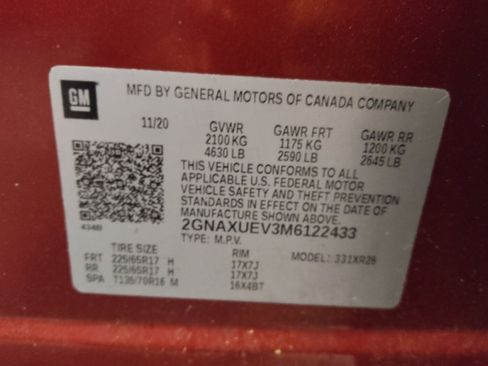 GM
MFD BY GENERAL MOTORS OF CANADA COMPANY
11/20 GVWR GAWR FRT GAWR RR
2100 KG 1175 KG 1200 KG
4630 LB 2590 LB 2645 LB
THIS VEHICLE CONFORMS TO ALL
APPLICABLE U.S. FEDERAL MOTOR
VEHICLE SAFETY AND THEFT PREVENTION
STANDARDS IN EFFECT ON THE DATE
OF MANUFACTURE SHOWN ABOVE.
2GNAXUEV3M6122433
TYPE: M.P.V. MODEL: 331XR26
TIRE SIZE RIM
FRT 225/65R17 H 17X7J
RR 225/65R17 H 17X7J
SPA T135/70R16 M 16X4BT